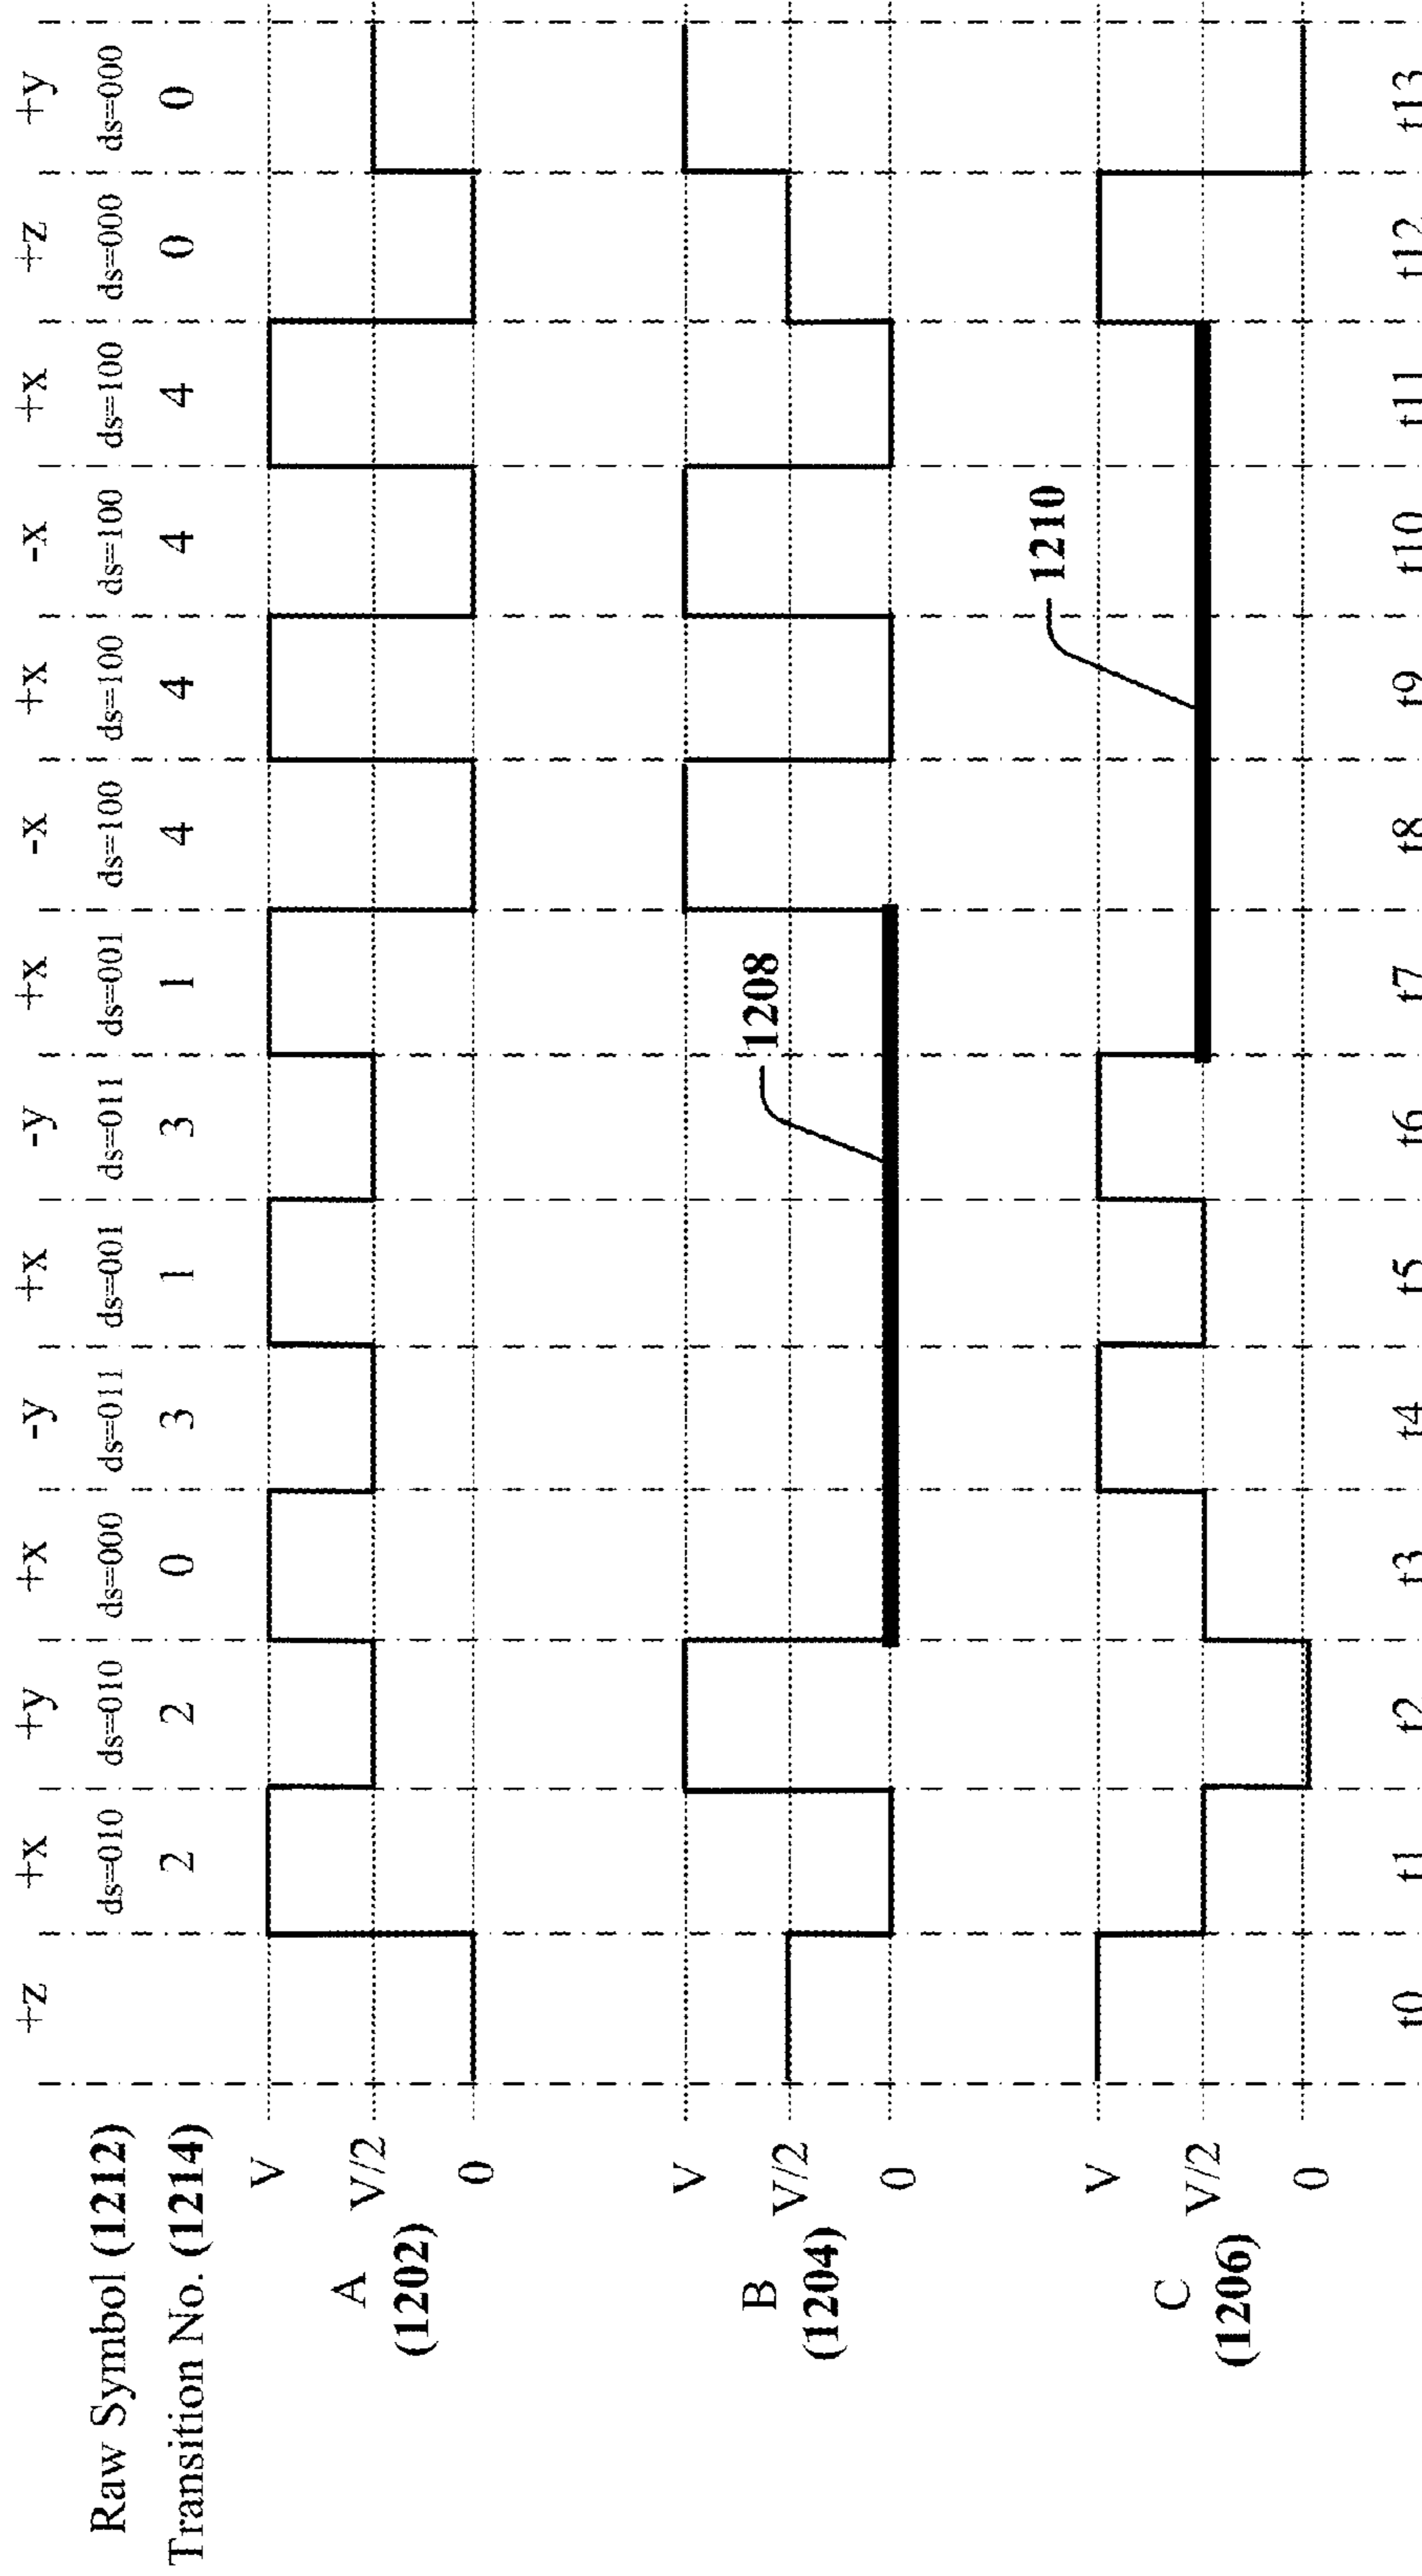 +z +x +y +x -y +x -y +x -x +x -x +x +z +y
Raw Symbol (1212) ds=010 ds=010 ds=000 ds=011 ds=001 ds=011 ds=001 ds=100 ds=100 ds=100 ds=100 ds=000 ds=000
Transition No. (1214) 2 2 0 3 1 3 1 4 4 4 4 0 0
V
A V/2
(1202)
0
V
1208
B V/2
(1204)
0
1210
V
C V/2
(1206)
0
t0 t1 t2 t3 t4 t5 t6 t7 t8 t9 t10 t11 t12 t13